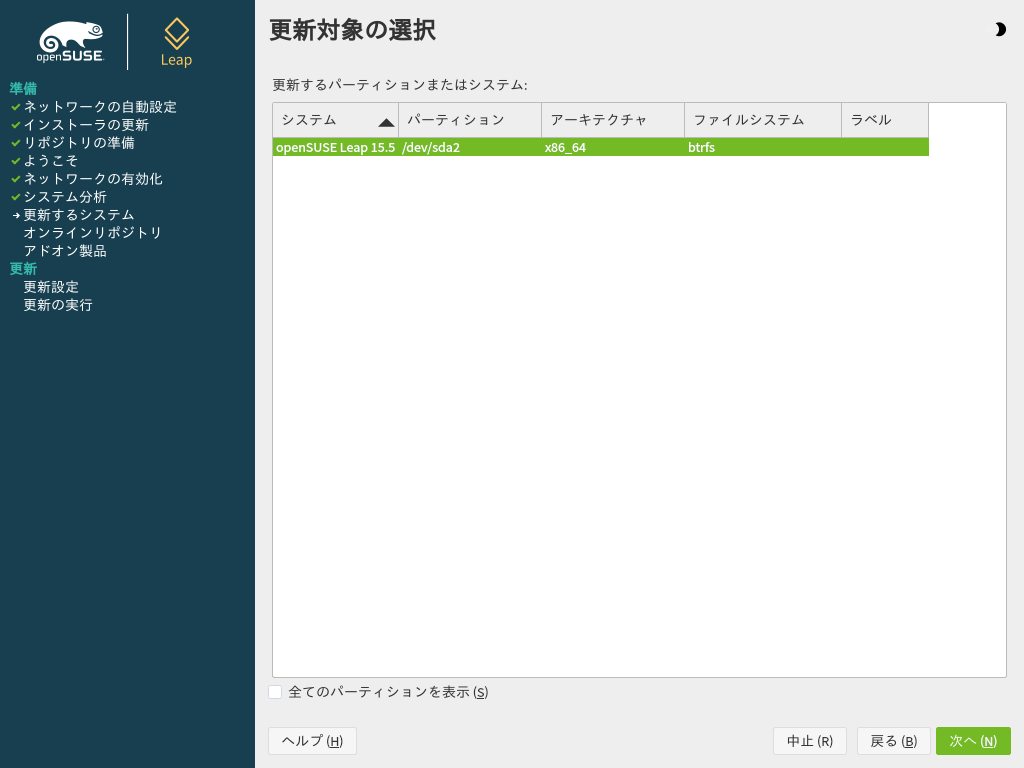 openSUSE
Leap
準備
ネットワークの自動設定
インストーラの更新
リポジトリの準備
ようこそ
ネットワークの有効化
システム分析
更新するシステム
オンラインリポジトリ
アドオン製品
更新
更新設定
更新の実行
更新対象の選択
更新するパーティションまたはシステム:
システム パーティション アーキテクチャ ファイルシステム ラベル
openSUSE Leap 15.5 /dev/sda2 x86_64 btrfs
全てのパーティションを表示 (S)
ヘルプ (H) 中止 (R) 戻る (B) 次へ (N)